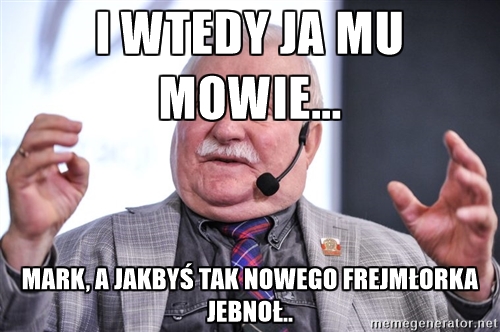 I WTEDY JA MU
MOWIE...
MARK, A JAKBYŚ TAK NOWEGO FREJMŁORKA
JEBNOŁ..
memegenerator.net